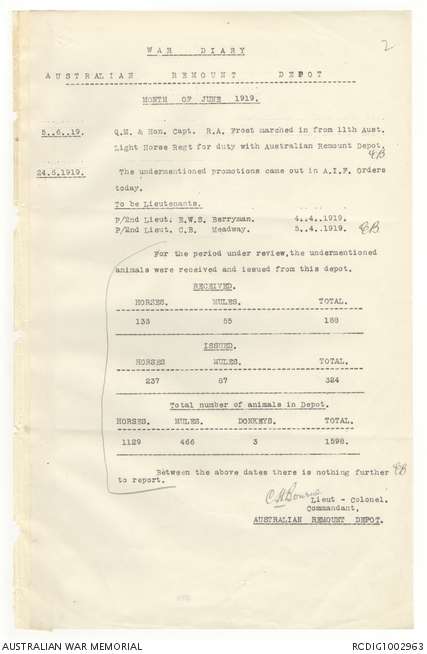 2
WAR DIARY
AUSTRALIAN REMOUNT DEPOT
MONTH OF JUNE 1919.
5..6..19. Q.M. & Hon. Capt. R.A. Frost marched in from 11th Aust.
Light Horse Regt for duty with Australian Remount Depot.
24.6.1919. The undermentioned promotions came out in A.I.F. Orders
today.
To be Lieutenants.
P/2nd Lieut. E.W.S. Berryman. 4..4..1919.
P/2nd Lieut. C.B. Meadway. 5..4..1919.
For the period under review, the undermentioned
animals were received and issued from this depot.
RECEIVED.
HORSES. MULES. TOTAL.
133 55 188
ISSUED.
HORSES MULES. TOTAL.
237 87 324
Total number of animals in Depot.
HORSES. MULES. DONKEYS. TOTAL.
1129 466 3 1598.
Between the above dates there is nothing further
to report.
Lieut - Colonel.
Commandant,
AUSTRALIAN REMOUNT DEPOT.
AUSTRALIAN WAR MEMORIAL RCDIG1002963